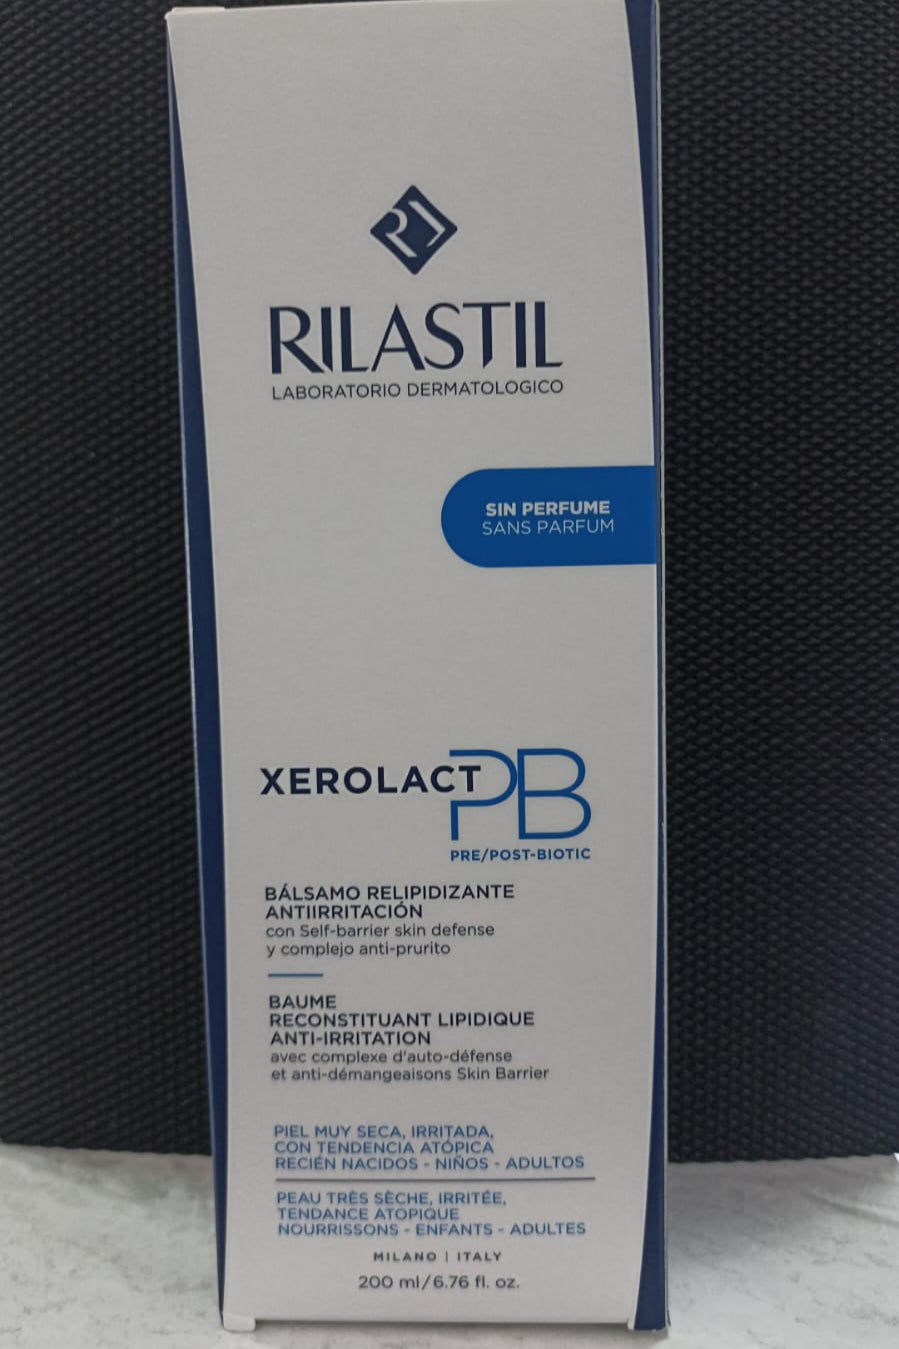 RILASTIL
LABORATORIO DERMATOLOGICO
SIN PERFUME
SANS PARFUM
XEROLACT PB
PRE/POST-BIOTIC
BÁLSAMO RELIPIDIZANTE
ANTIIRRITACIÓN
con Self-barrier skin defense
y complejo anti-prurito
BAUME
RECONSTITUANT LIPIDIQUE
ANTI-IRRITATION
avec complexe d'auto-défense
et anti-démangeaisons Skin Barrier
PIEL MUY SECA, IRRITADA,
CON TENDENCIA ATÓPICA
RECIÉN NACIDOS - NIÑOS - ADULTOS
PEAU TRÈS SÈCHE, IRRITÉE,
TENDANCE ATOPIQUE
NOURRISSONS - ENFANTS - ADULTES
MILANO | ITALY
200 ml/6.76 fl. oz.